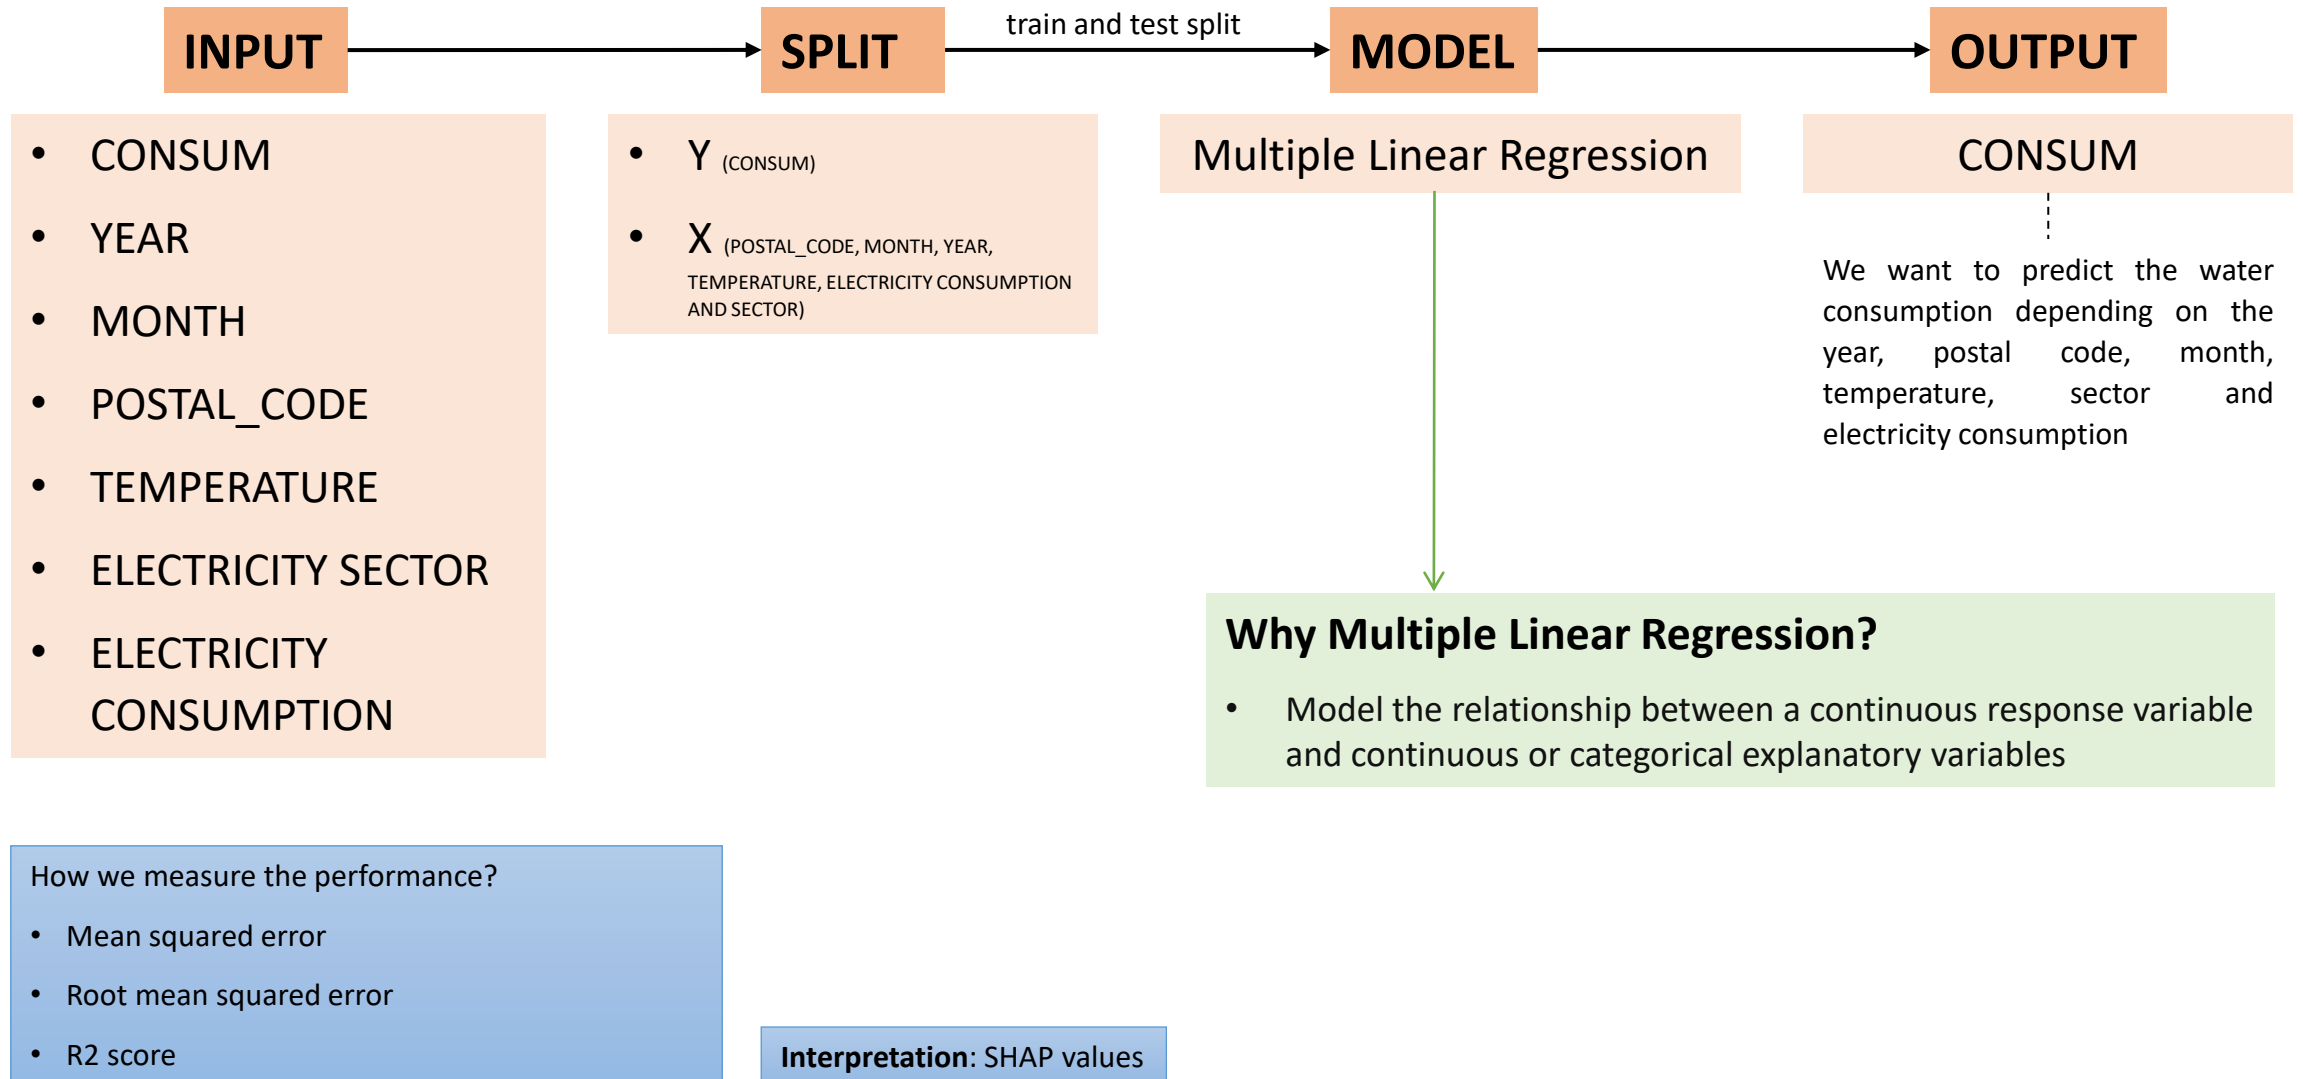 INPUT
SPLIT
train and test split
MODEL
OUTPUT
• CONSUM
• YEAR
• MONTH
• POSTAL_CODE
• TEMPERATURE
• ELECTRICITY SECTOR
• ELECTRICITY
CONSUMPTION
• Y (CONSUM)
• X (POSTAL_CODE, MONTH, YEAR,
TEMPERATURE, ELECTRICITY CONSUMPTION
AND SECTOR)
Multiple Linear Regression
CONSUM
We want to predict the water
consumption depending on the
year, postal code, month,
temperature, sector and
electricity consumption
Why Multiple Linear Regression?
• Model the relationship between a continuous response variable
and continuous or categorical explanatory variables
How we measure the performance?
• Mean squared error
• Root mean squared error
• R2 score
Interpretation: SHAP values